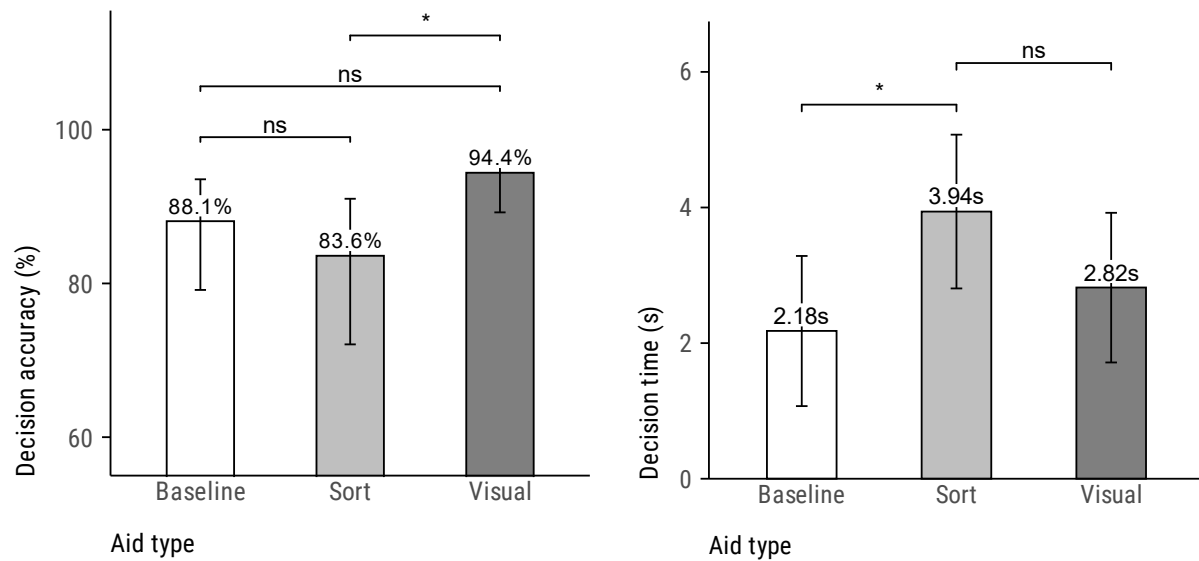 *
ns
ns
100
80
60
94.4%
88.1%
83.6%
Decision accuracy (%)
Baseline Sort Visual
Aid type
ns
*
6
4
2
0
3.94s
2.82s
2.18s
Decision time (s)
Baseline Sort Visual
Aid type